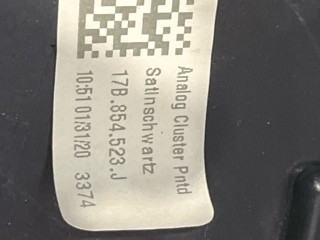 Analog Cluster Pntd
Satinschwartz
17B.854.523.J
10:51 01/31/20 3374